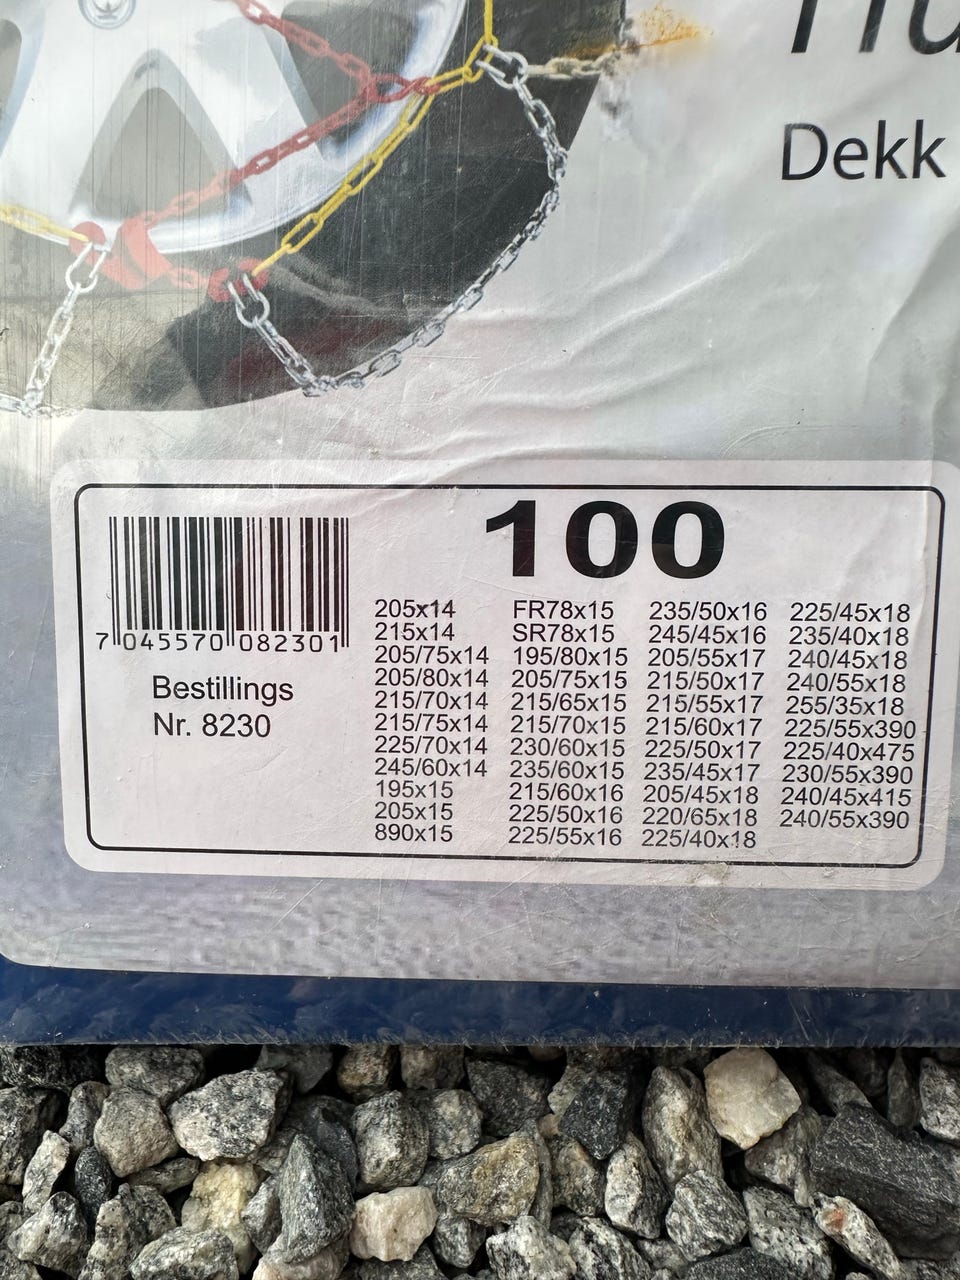 Dekk
100
7 045570 082301
Bestillings
Nr. 8230
205x14
215x14
205/75x14
205/80x14
215/70x14
215/75x14
225/70x14
245/60x14
195x15
205x15
890x15
FR78x15
SR78x15
195/80x15
205/75x15
215/65x15
215/70x15
230/60x15
235/60x15
215/60x16
225/50x16
225/55x16
235/50x16
245/45x16
205/55x17
215/50x17
215/55x17
215/60x17
225/50x17
235/45x17
205/45x18
220/65x18
225/40x18
225/45x18
235/40x18
240/45x18
240/55x18
255/35x18
225/55x390
225/40x475
230/55x390
240/45x415
240/55x390